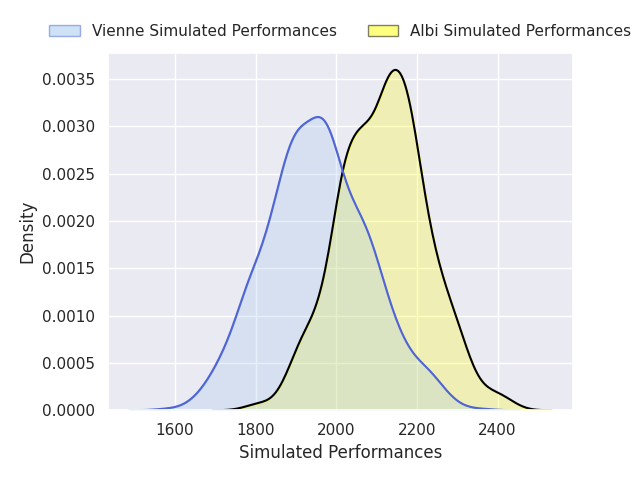 Vienne Simulated Performances Albi Simulated Performances
0.0035
0.0030
0.0025
0.0020
0.0015
0.0010
0.0005
0.0000
Density
1600 1800 2000 2200 2400
Simulated Performances